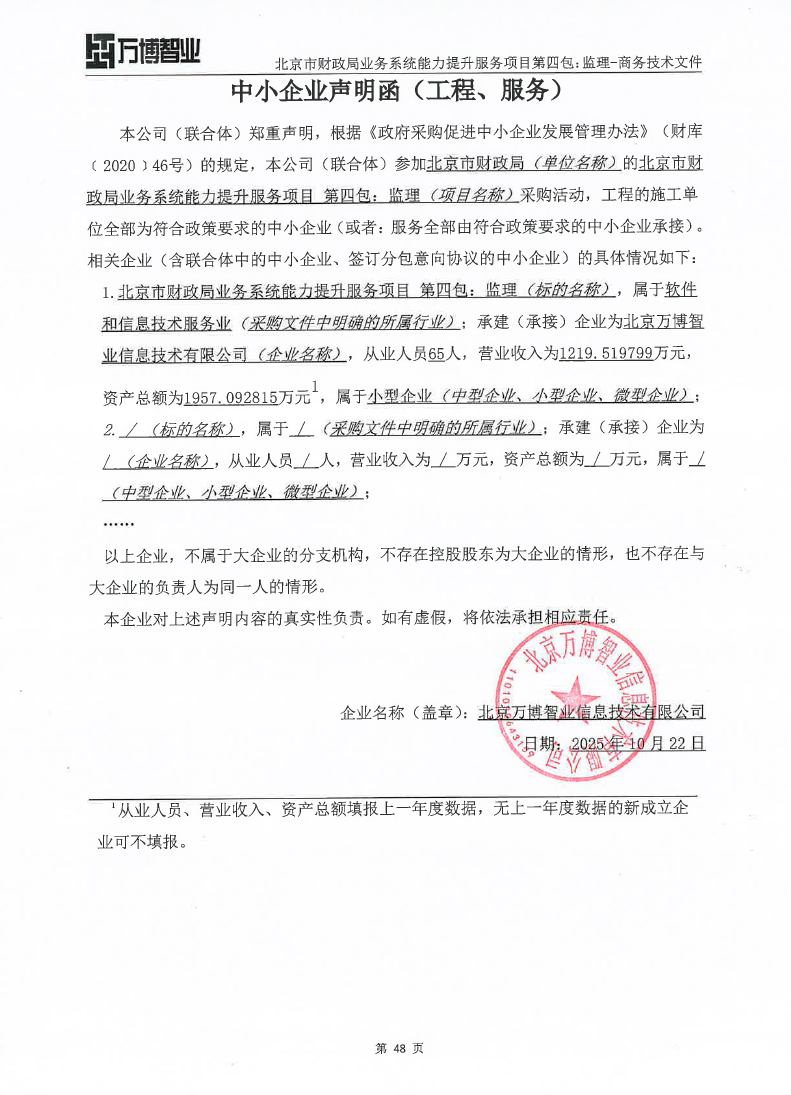 万博智业
北京市财政局业务系统能力提升服务项目第四包：监理-商务技术文件
中小企业声明函（工程、服务）
本公司（联合体）郑重声明，根据《政府采购促进中小企业发展管理办法》（财库
﹝2020﹞46号）的规定，本公司（联合体）参加北京市财政局（单位名称）的北京市财
政局业务系统能力提升服务项目 第四包：监理（项目名称）采购活动，工程的施工单
位全部为符合政策要求的中小企业（或者：服务全部由符合政策要求的中小企业承接）。
相关企业（含联合体中的中小企业、签订分包意向协议的中小企业）的具体情况如下：
1.北京市财政局业务系统能力提升服务项目 第四包：监理（标的名称），属于软件
和信息技术服务业（采购文件中明确的所属行业）；承建（承接）企业为北京万博智
业信息技术有限公司（企业名称），从业人员65人，营业收入为1219.519799万元，
资产总额为1957.092815万元1，属于小型企业（中型企业、小型企业、微型企业）；
2. / （标的名称），属于 / （采购文件中明确的所属行业）；承建（承接）企业为
/ （企业名称），从业人员 / 人，营业收入为 / 万元，资产总额为 / 万元，属于 /
（中型企业、小型企业、微型企业）；
……
以上企业，不属于大企业的分支机构，不存在控股股东为大企业的情形，也不存在与
大企业的负责人为同一人的情形。
本企业对上述声明内容的真实性负责。如有虚假，将依法承担相应责任。
企业名称（盖章）：北京万博智业信息技术有限公司
日期：2025年10月22日
北京万博智业信息技术有限公司
1从业人员、营业收入、资产总额填报上一年度数据，无上一年度数据的新成立企
业可不填报。
第 48 页